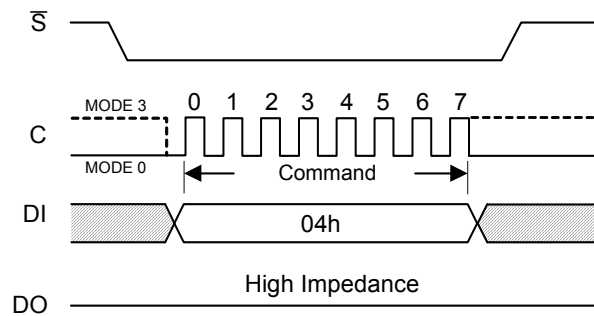 S̅
MODE 3
0 1 2 3 4 5 6 7
C
MODE 0
Command
DI
04h
High Impedance
DO